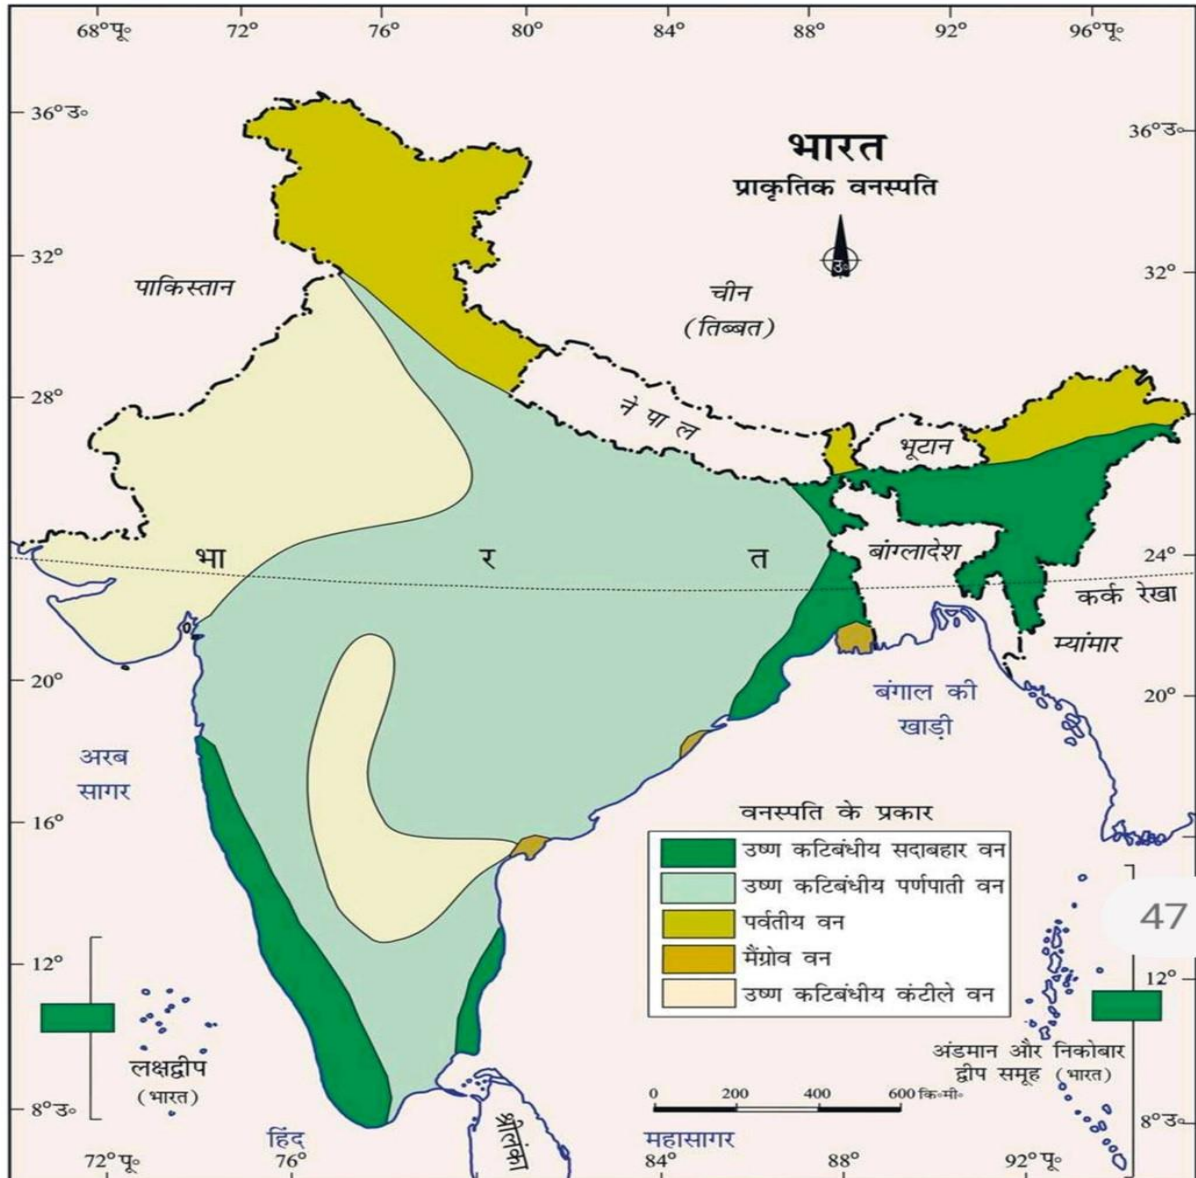 68°पू॰ 72° 76° 80° 84° 88° 92° 96°पू॰
36°उ॰
36°उ॰
भारत
प्राकृतिक वनस्पति
उ॰
32°
32°
पाकिस्तान
चीन
(तिब्बत)
28°
नेपाल
भूटान
भा र त
बांग्लादेश
24°
कर्क रेखा
म्यांमार
20°
20°
बंगाल की
खाड़ी
अरब
सागर
16°
वनस्पति के प्रकार
उष्ण कटिबंधीय सदाबहार वन
उष्ण कटिबंधीय पर्णपाती वन
पर्वतीय वन
मैंग्रोव वन
उष्ण कटिबंधीय कंटीले वन
47
12°
12°
लक्षद्वीप
(भारत)
अंडमान और निकोबार
द्वीप समूह (भारत)
0 200 400 600 कि॰मी॰
8°उ॰
8°उ॰
हिंद
श्रीलंका
महासागर
72°पू॰ 76° 84° 88° 92°पू॰